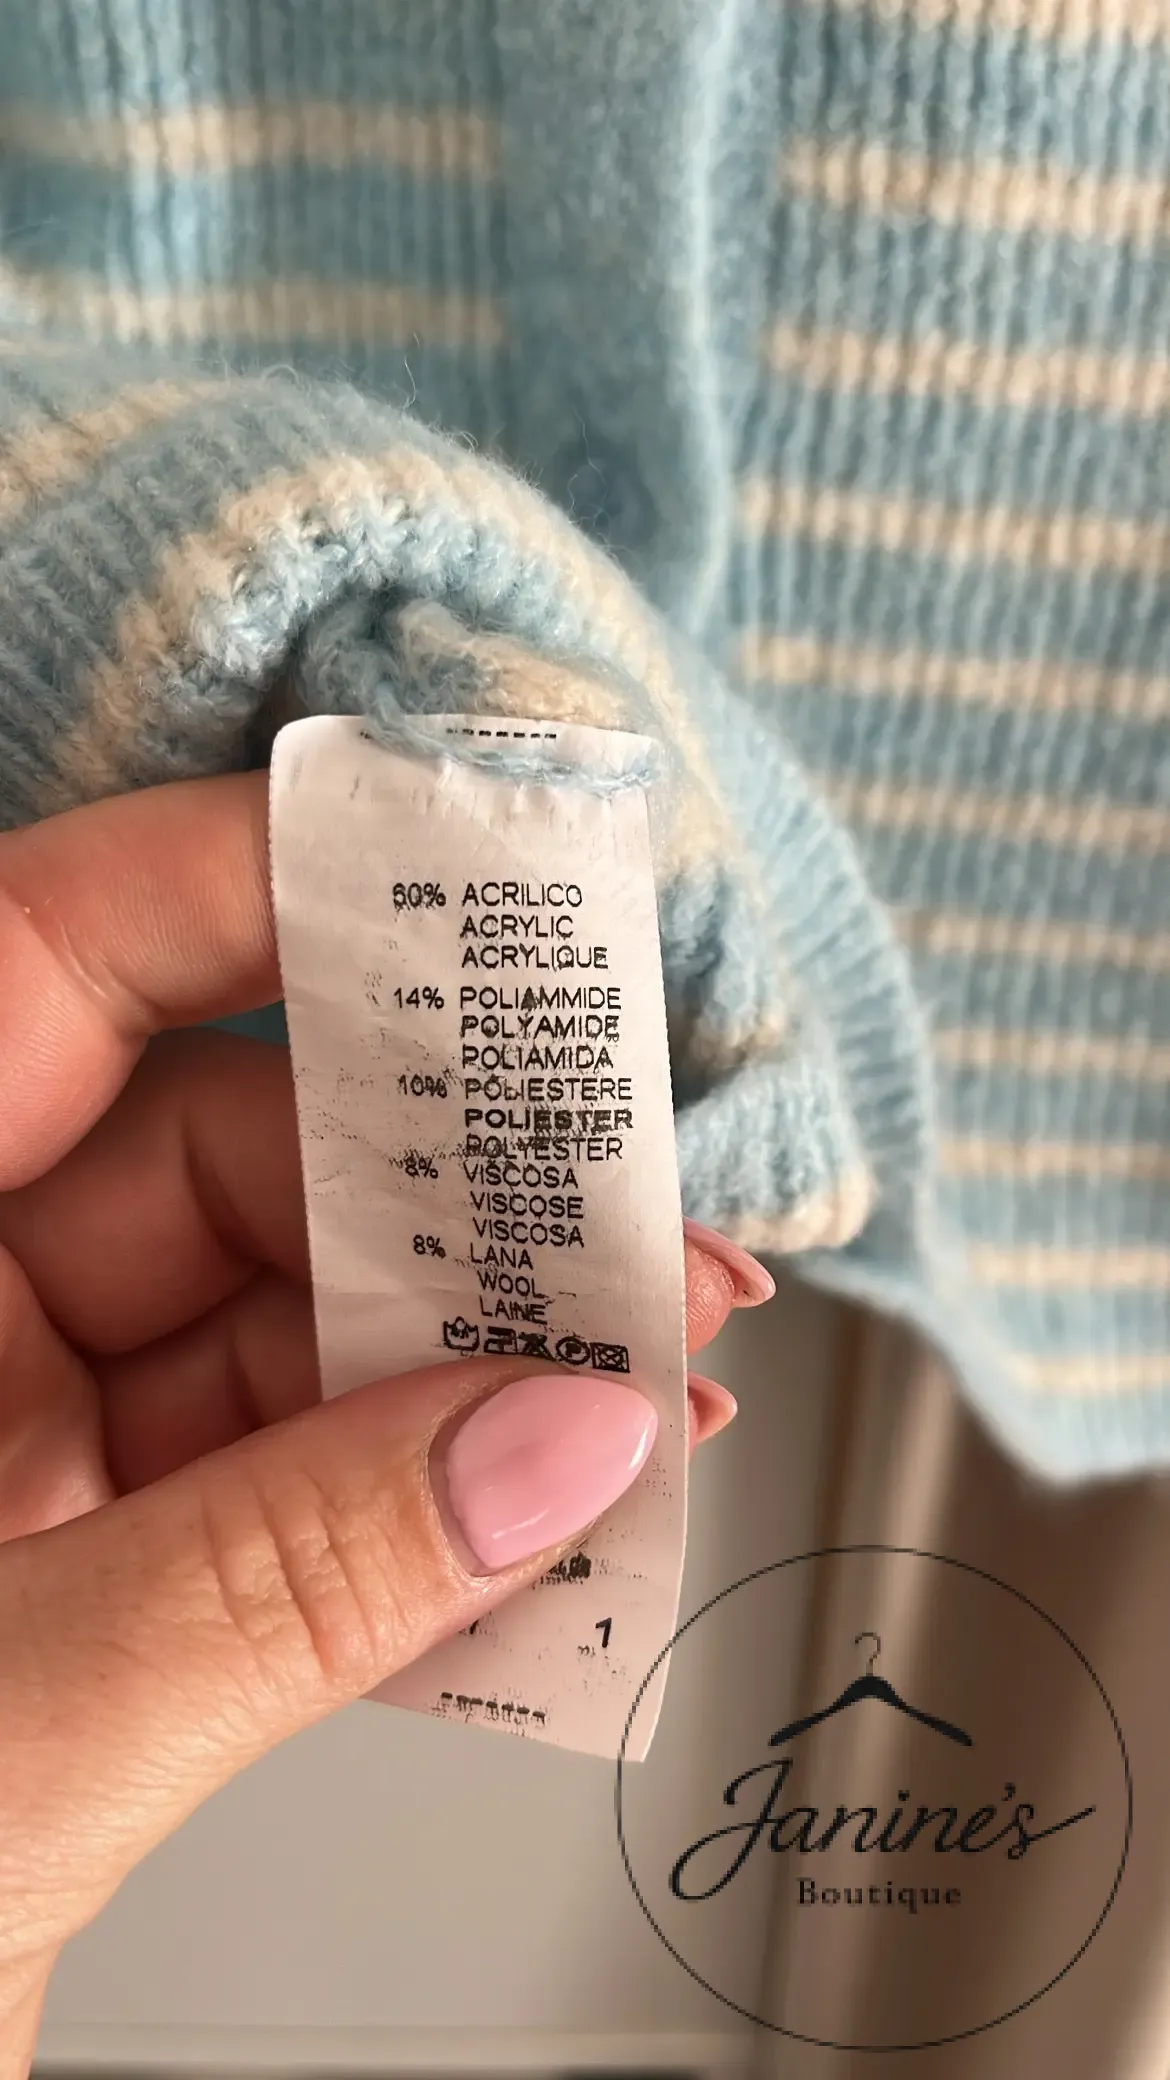 60% ACRILICO
ACRYLIC
ACRYLIQUE
14% POLIAMMIDE
POLYAMIDE
POLIAMIDA
10% POLIESTERE
POLIESTER
POLYESTER
8% VISCOSA
VISCOSE
VISCOSA
8% LANA
WOOL
LAINE
1
Janine's
Boutique